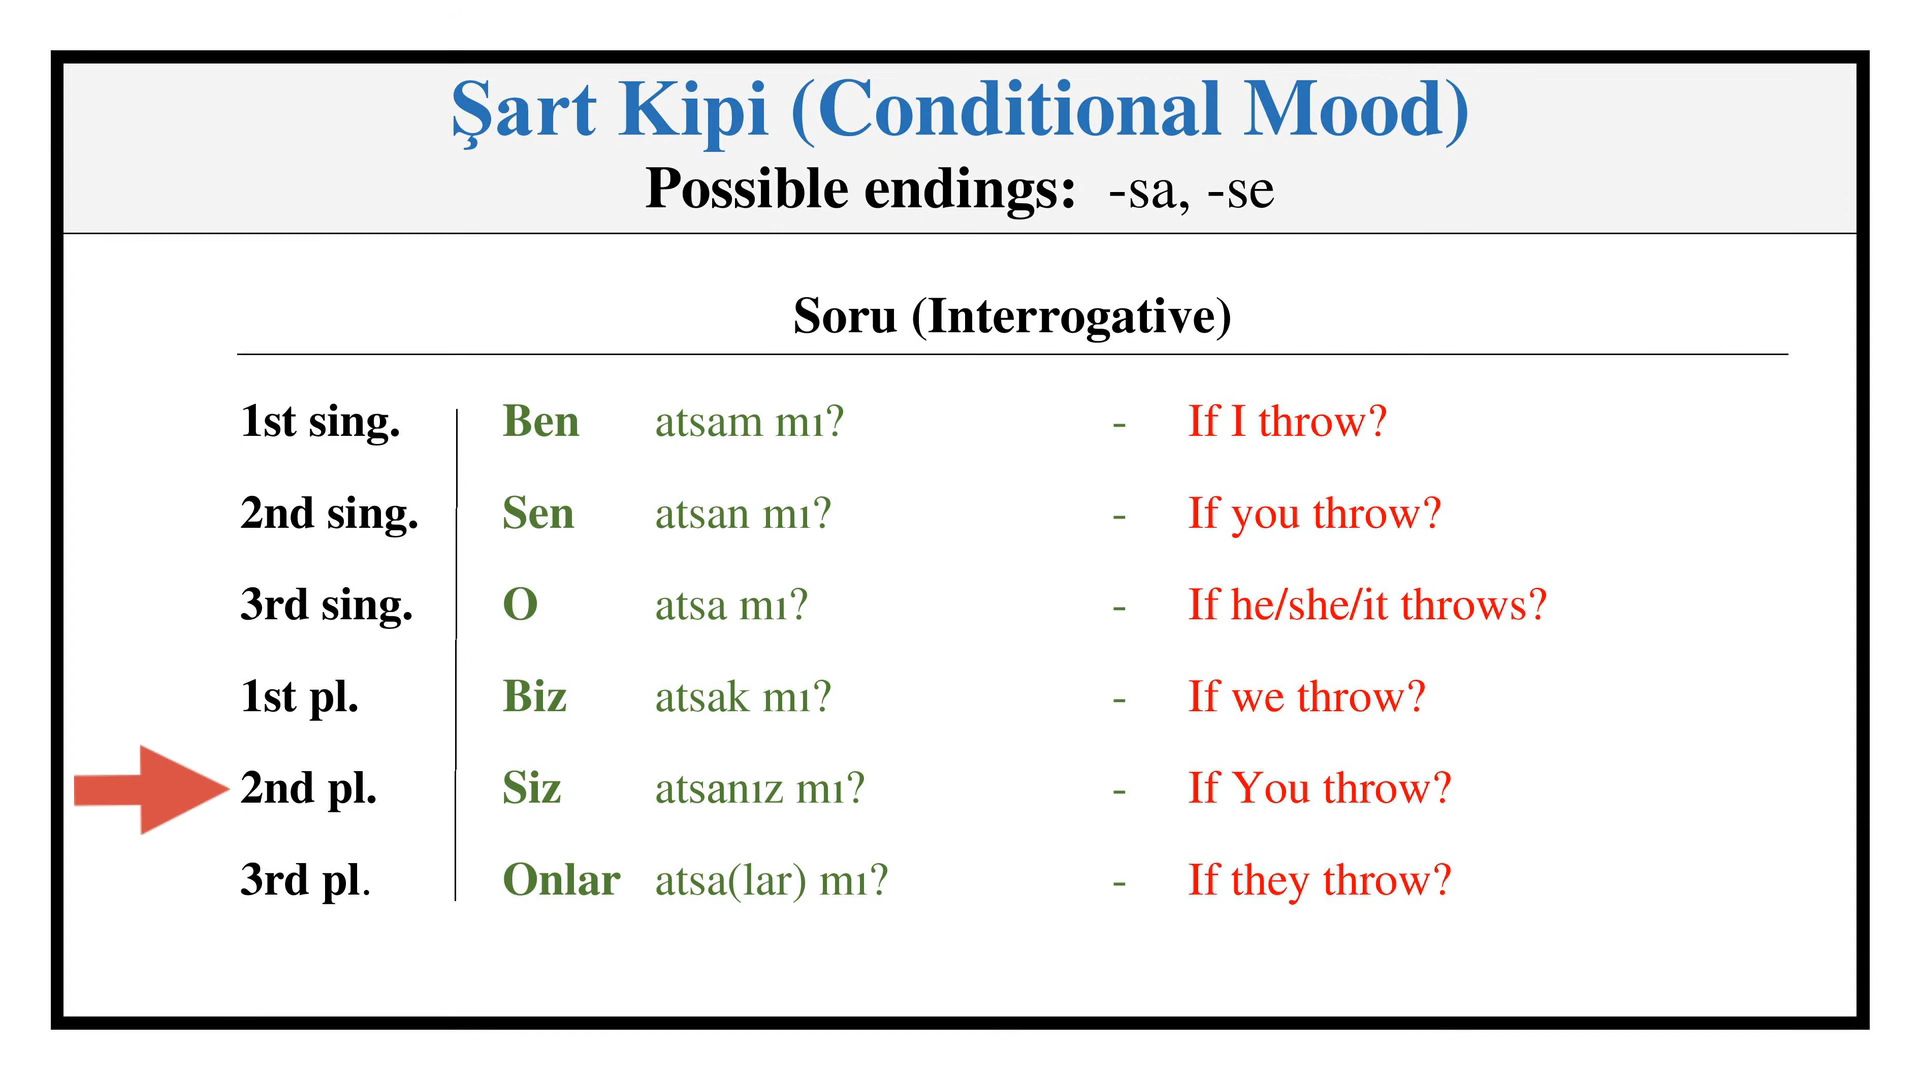 Şart Kipi (Conditional Mood)
Possible endings: -sa, -se
Soru (Interrogative)
1st sing. Ben atsam mı? - If I throw?
2nd sing. Sen atsan mı? - If you throw?
3rd sing. O atsa mı? - If he/she/it throws?
1st pl. Biz atsak mı? - If we throw?
2nd pl. Siz atsanız mı? - If You throw?
3rd pl. Onlar atsa(lar) mı? - If they throw?